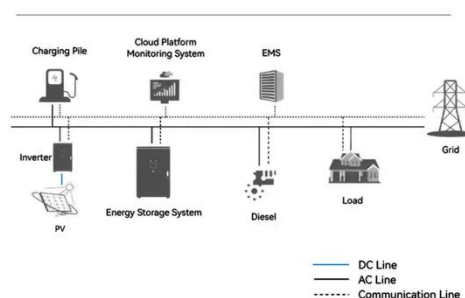 Charging Pile
Cloud Platform
Monitoring System
EMS
Inverter
Grid
PV
Energy Storage System
Diesel
Load
DC Line
AC Line
Communication Line